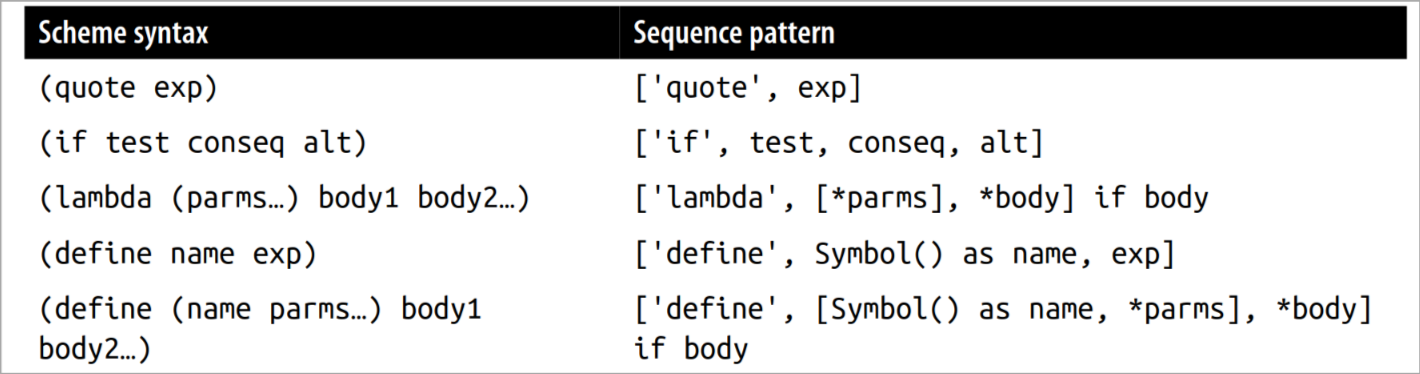 Scheme syntax Sequence pattern
(quote exp) ['quote', exp]
(if test conseq alt) ['if', test, conseq, alt]
(lambda (parms…) body1 body2…) ['lambda', [*parms], *body] if body
(define name exp) ['define', Symbol() as name, exp]
(define (name parms…) body1 ['define', [Symbol() as name, *parms], *body]
body2…) if body